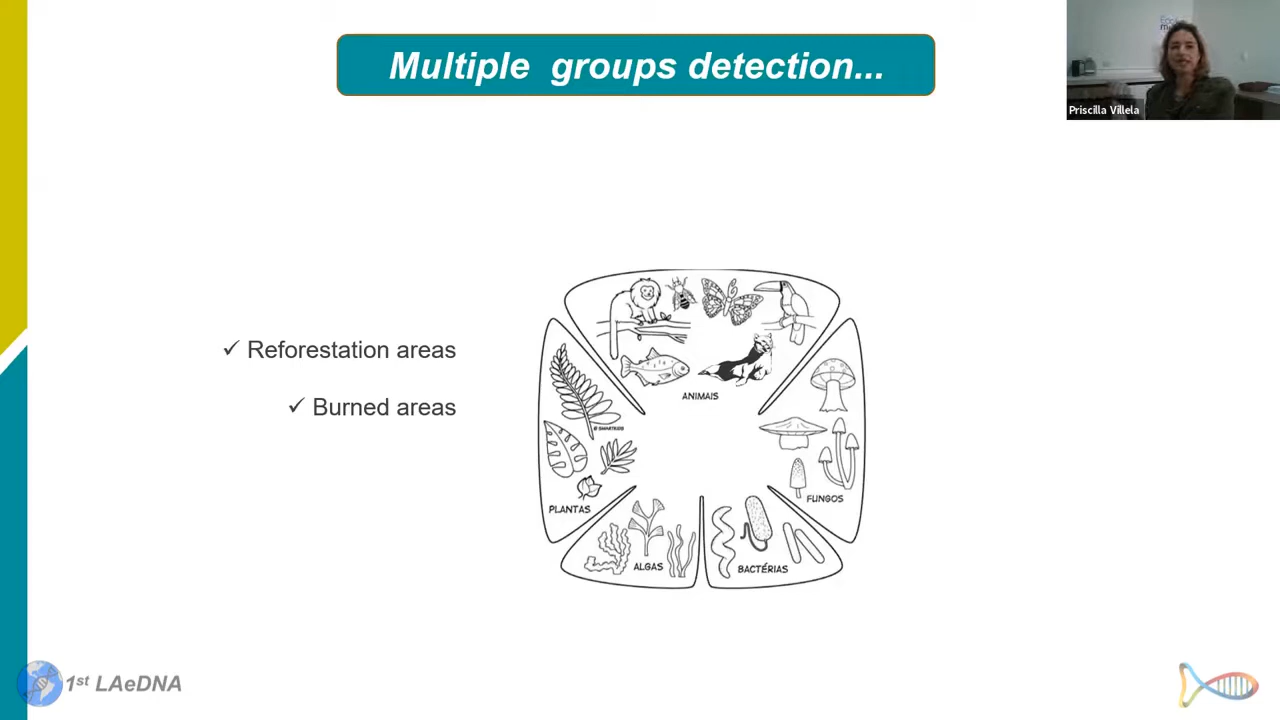 Multiple groups detection...
Priscilla Villela
✓ Reforestation areas
✓ Burned areas
ANIMAIS
PLANTAS
FUNGOS
ALGAS
BACTÉRIAS
1st LAeDNA